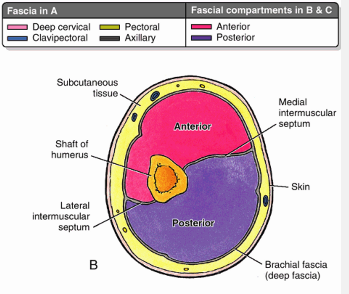 Fascia in A
Deep cervical
Pectoral
Clavipectoral
Axillary
Fascial compartments in B & C
Anterior
Posterior
Subcutaneous
tissue
Medial
intermuscular
septum
Anterior
Shaft of
humerus
Skin
Lateral
intermuscular
septum
Posterior
Brachial fascia
(deep fascia)
B